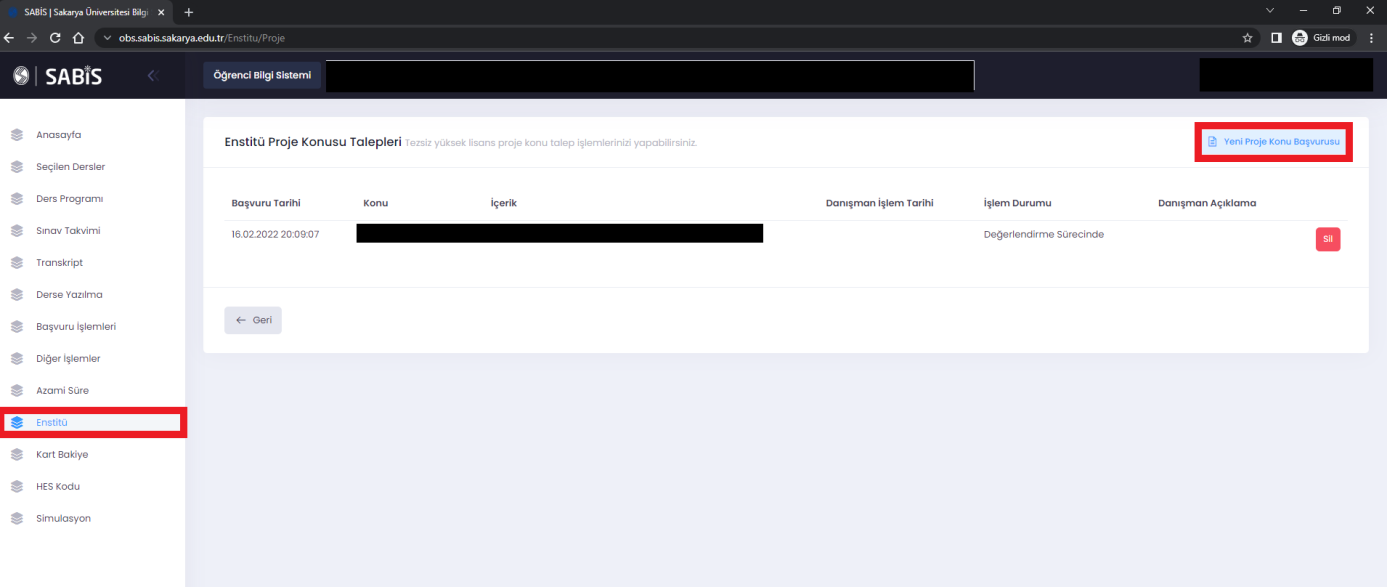 SABİS | Sakarya Üniversitesi Bilgi
obs.sabis.sakarya.edu.tr/Enstitu/Proje
Gizli mod
SABİS
Öğrenci Bilgi Sistemi
Anasayfa
Seçilen Dersler
Ders Programı
Sınav Takvimi
Transkript
Derse Yazılma
Başvuru İşlemleri
Diğer İşlemler
Azami Süre
Enstitü
Kart Bakiye
HES Kodu
Simulasyon
Enstitü Proje Konusu Talepleri Tezsiz yüksek lisans proje konu talep işlemlerinizi yapabilirsiniz.
Yeni Proje Konu Başvurusu
Başvuru Tarihi Konu İçerik Danışman İşlem Tarihi İşlem Durumu Danışman Açıklama
16.02.2022 20:09:07 Değerlendirme Sürecinde Sil
← Geri